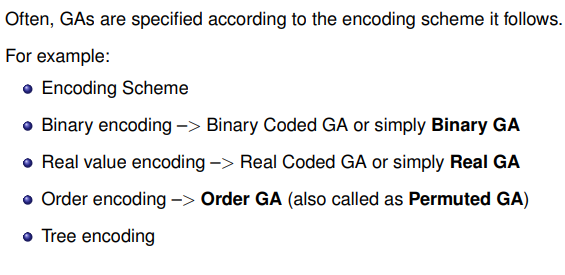 Often, GAs are specified according to the encoding scheme it follows.
For example:
Encoding Scheme
Binary encoding –> Binary Coded GA or simply Binary GA
Real value encoding –> Real Coded GA or simply Real GA
Order encoding –> Order GA (also called as Permuted GA)
Tree encoding